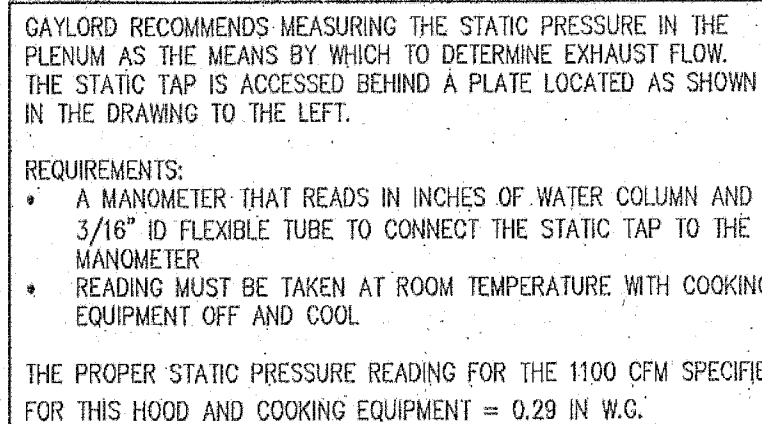 GAYLORD RECOMMENDS MEASURING THE STATIC PRESSURE IN THE
PLENUM AS THE MEANS BY WHICH TO DETERMINE EXHAUST FLOW.
THE STATIC TAP IS ACCESSED BEHIND A PLATE LOCATED AS SHOWN
IN THE DRAWING TO THE LEFT.
REQUIREMENTS:
• A MANOMETER THAT READS IN INCHES OF WATER COLUMN AND
3/16" ID FLEXIBLE TUBE TO CONNECT THE STATIC TAP TO THE
MANOMETER
• READING MUST BE TAKEN AT ROOM TEMPERATURE WITH COOKING
EQUIPMENT OFF AND COOL
THE PROPER STATIC PRESSURE READING FOR THE 1100 CFM SPECIFIE
FOR THIS HOOD AND COOKING EQUIPMENT = 0.29 IN W.G.